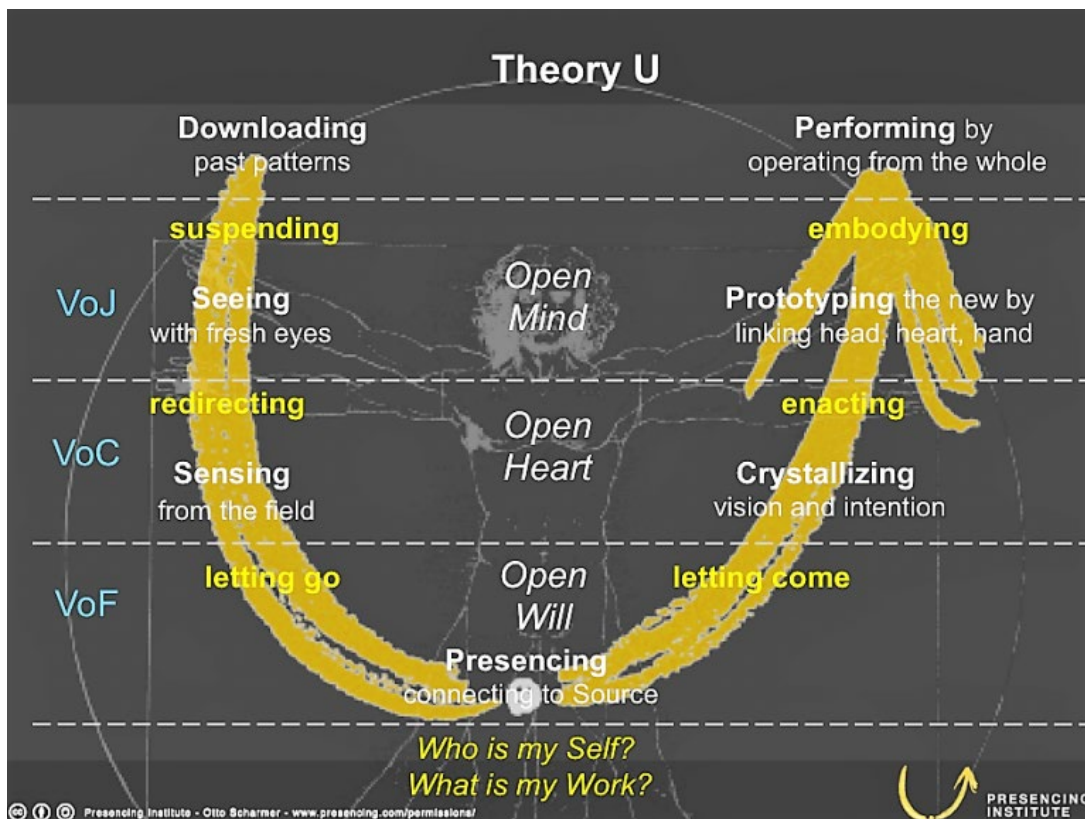 Theory U
Downloading
past patterns
Performing by
operating from the whole
suspending
embodying
VoJ
Seeing
with fresh eyes
Open
Mind
Prototyping the new by
linking head, heart, hand
redirecting
enacting
VoC
Open
Heart
Sensing
from the field
Crystallizing
vision and intention
letting go
letting come
VoF
Open
Will
Presencing
connecting to Source
Who is my Self?
What is my Work?
cc Presencing Institute - Otto Scharmer - www.presencing.com/permissions/
PRESENCING
INSTITUTE